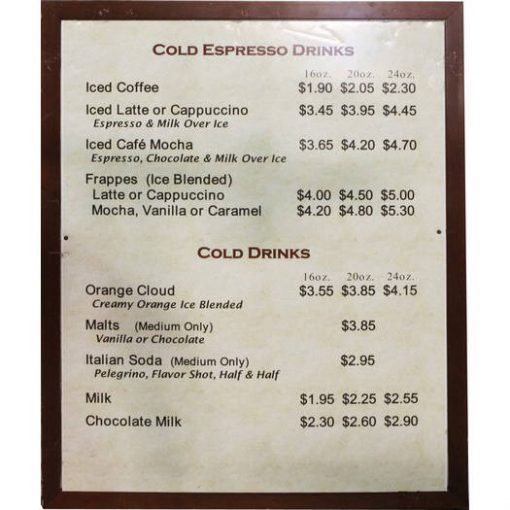 COLD ESPRESSO DRINKS
16oz. 20oz. 24oz.
Iced Coffee $1.90 $2.05 $2.30
Iced Latte or Cappuccino $3.45 $3.95 $4.45
Espresso & Milk Over Ice
Iced Café Mocha $3.65 $4.20 $4.70
Espresso, Chocolate & Milk Over Ice
Frappes (Ice Blended)
Latte or Cappuccino $4.00 $4.50 $5.00
Mocha, Vanilla or Caramel $4.20 $4.80 $5.30
COLD DRINKS
16oz. 20oz. 24oz.
Orange Cloud $3.55 $3.85 $4.15
Creamy Orange Ice Blended
Malts (Medium Only) $3.85
Vanilla or Chocolate
Italian Soda (Medium Only) $2.95
Pelegrino, Flavor Shot, Half & Half
Milk $1.95 $2.25 $2.55
Chocolate Milk $2.30 $2.60 $2.90